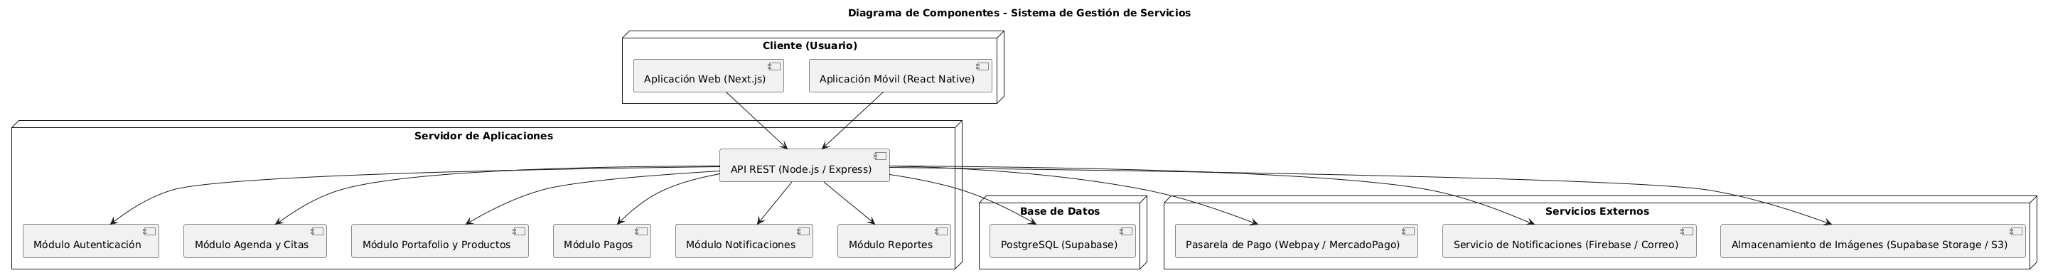 Diagrama de Componentes - Sistema de Gestión de Servicios
Cliente (Usuario)
Aplicación Web (Next.js)
Aplicación Móvil (React Native)
Servidor de Aplicaciones
API REST (Node.js / Express)
Módulo Autenticación
Módulo Agenda y Citas
Módulo Portafolio y Productos
Módulo Pagos
Módulo Notificaciones
Módulo Reportes
Base de Datos
PostgreSQL (Supabase)
Servicios Externos
Pasarela de Pago (Webpay / MercadoPago)
Servicio de Notificaciones (Firebase / Correo)
Almacenamiento de Imágenes (Supabase Storage / S3)